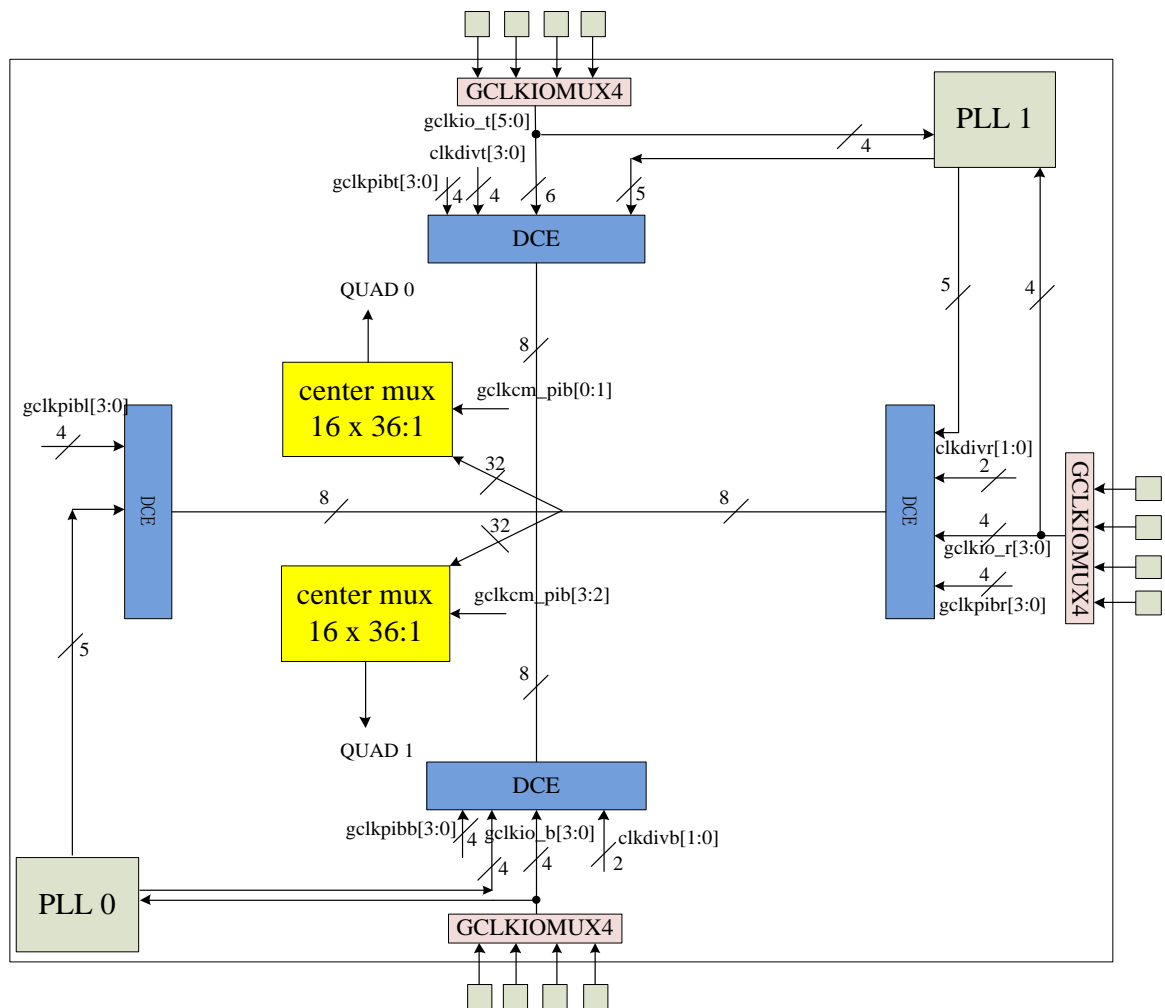 GCLKIOMUX4
gclkio_t[5:0]
PLL 1
4
clkdivt[3:0]
4
gclkpibt[3:0]
4
4
6
5
DCE
QUAD 0
5
4
8
center mux
16 x 36:1
gclkcm_pib[0:1]
gclkpibl[3:0]
4
DCE
32
8
8
32
DCE
clkdivr[1:0]
2
4
gclkio_r[3:0]
4
gclkpibr[3:0]
GCLKIOMUX4
center mux
16 x 36:1
gclkcm_pib[3:2]
5
8
QUAD 1
DCE
gclkpibb[3:0]
4
gclkio_b[3:0]
clkdivb[1:0]
4
4
2
PLL 0
GCLKIOMUX4